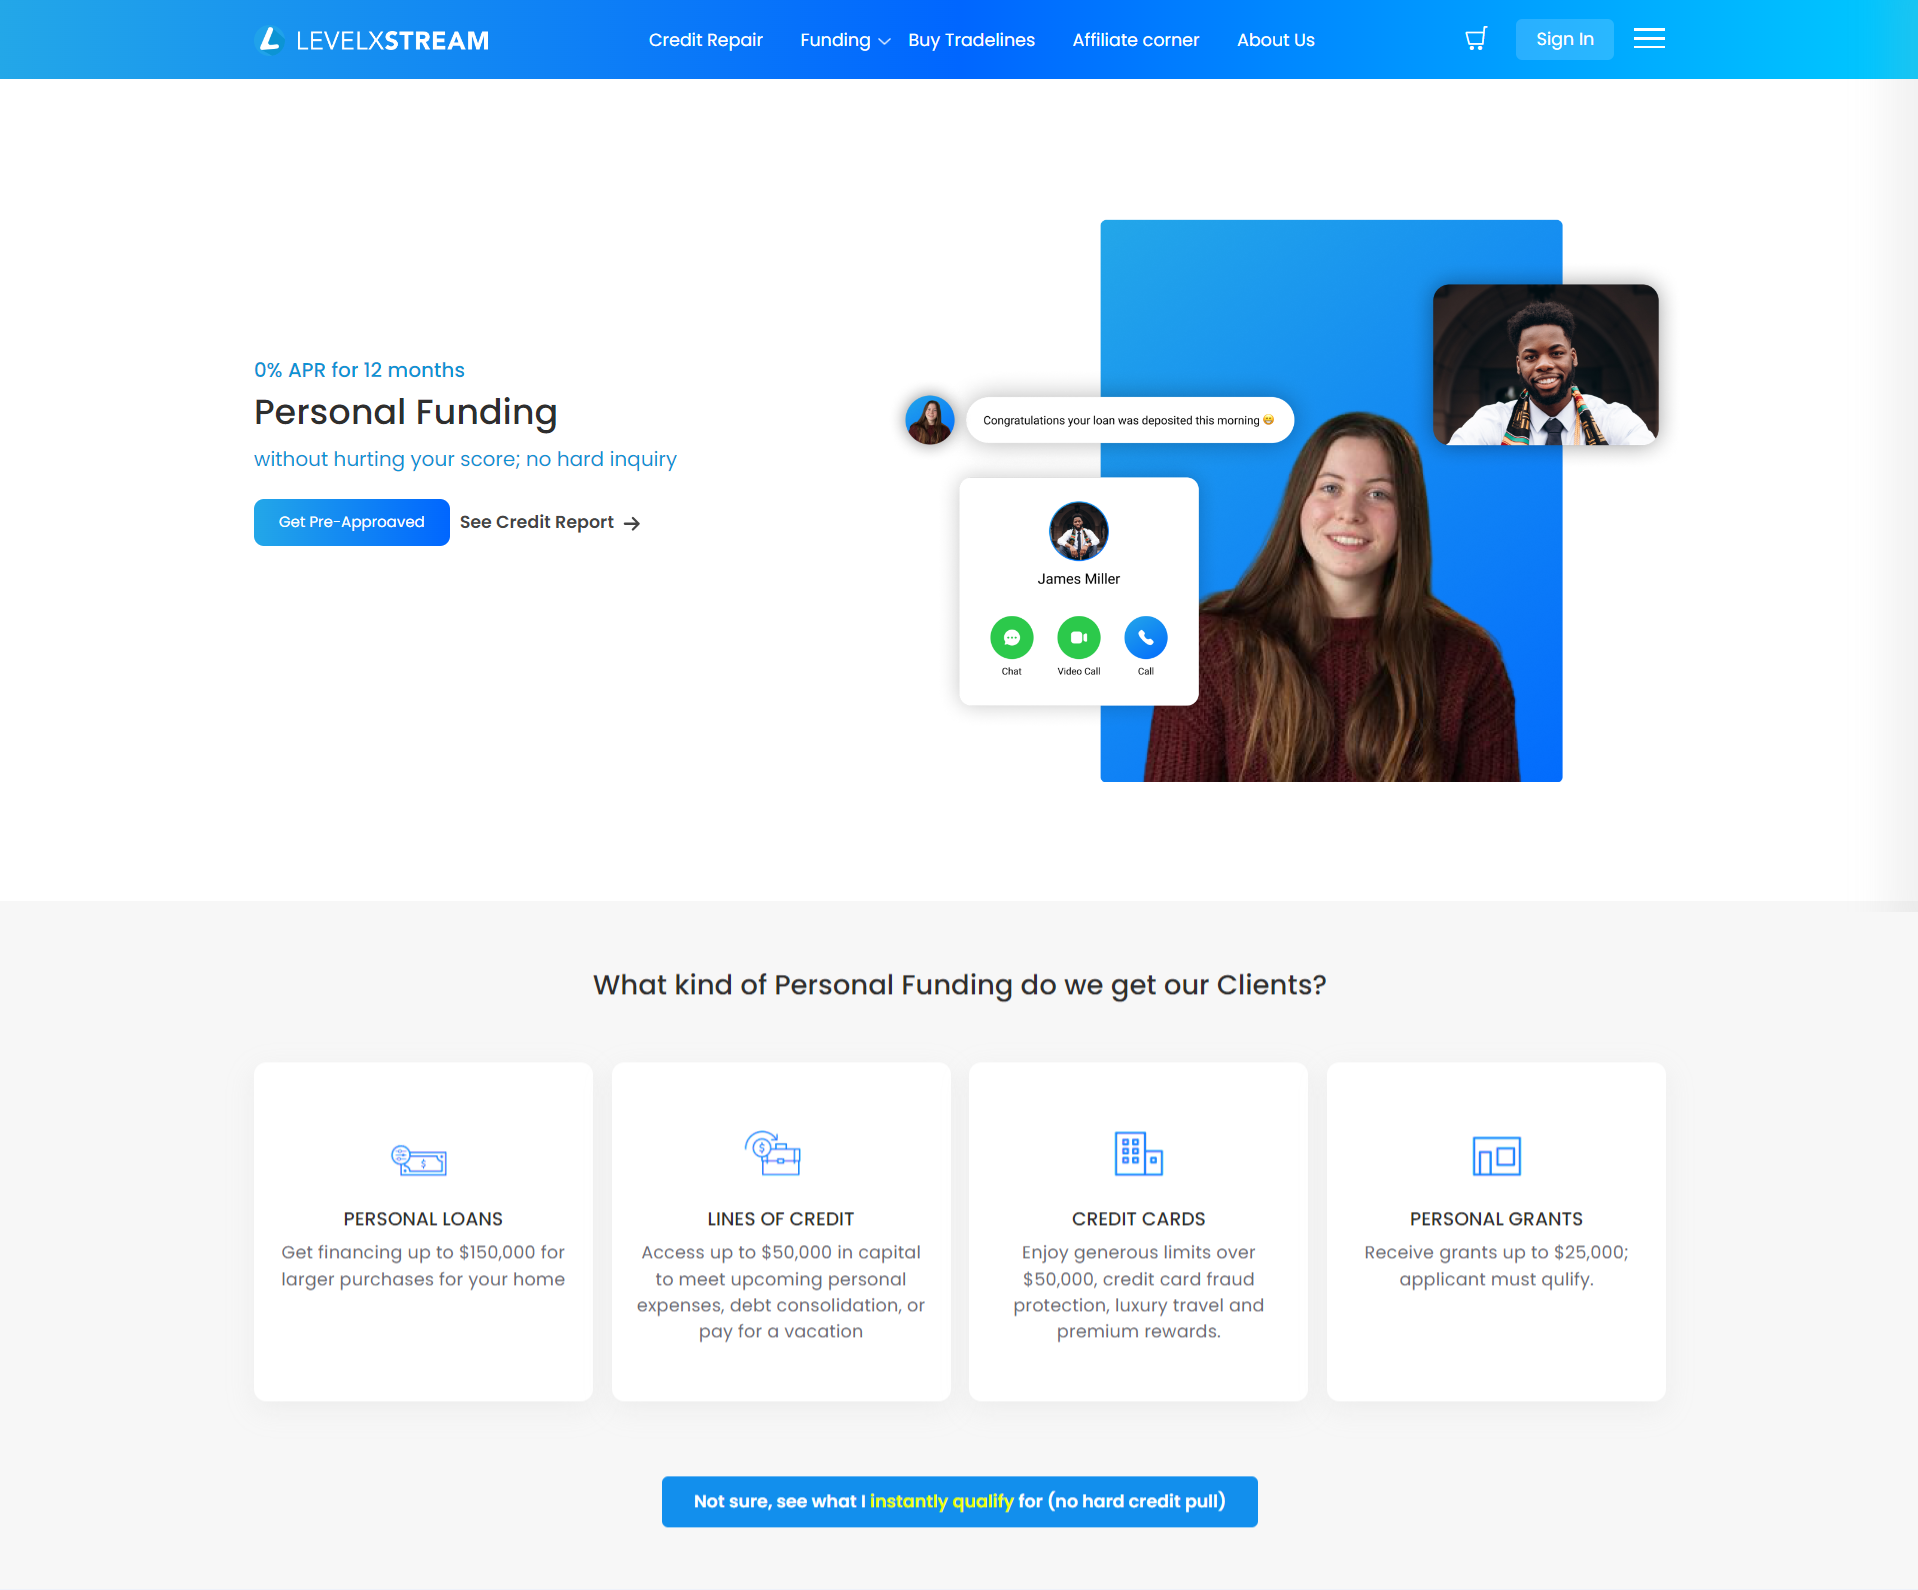 LEVELXSTREAM
Credit Repair
Funding
Buy Tradelines
Affiliate corner
About Us
Sign In
0% APR for 12 months
Personal Funding
without hurting your score; no hard inquiry
Get Pre-Approaved
See Credit Report →
Congratulations your loan was deposited this morning 😁
James Miller
Chat
Video Call
Call
What kind of Personal Funding do we get our Clients?
PERSONAL LOANS
Get financing up to $150,000 for
larger purchases for your home
LINES OF CREDIT
Access up to $50,000 in capital
to meet upcoming personal
expenses, debt consolidation, or
pay for a vacation
CREDIT CARDS
Enjoy generous limits over
$50,000, credit card fraud
protection, luxury travel and
premium rewards.
PERSONAL GRANTS
Receive grants up to $25,000;
applicant must qulify.
Not sure, see what I instantly qualify for (no hard credit pull)